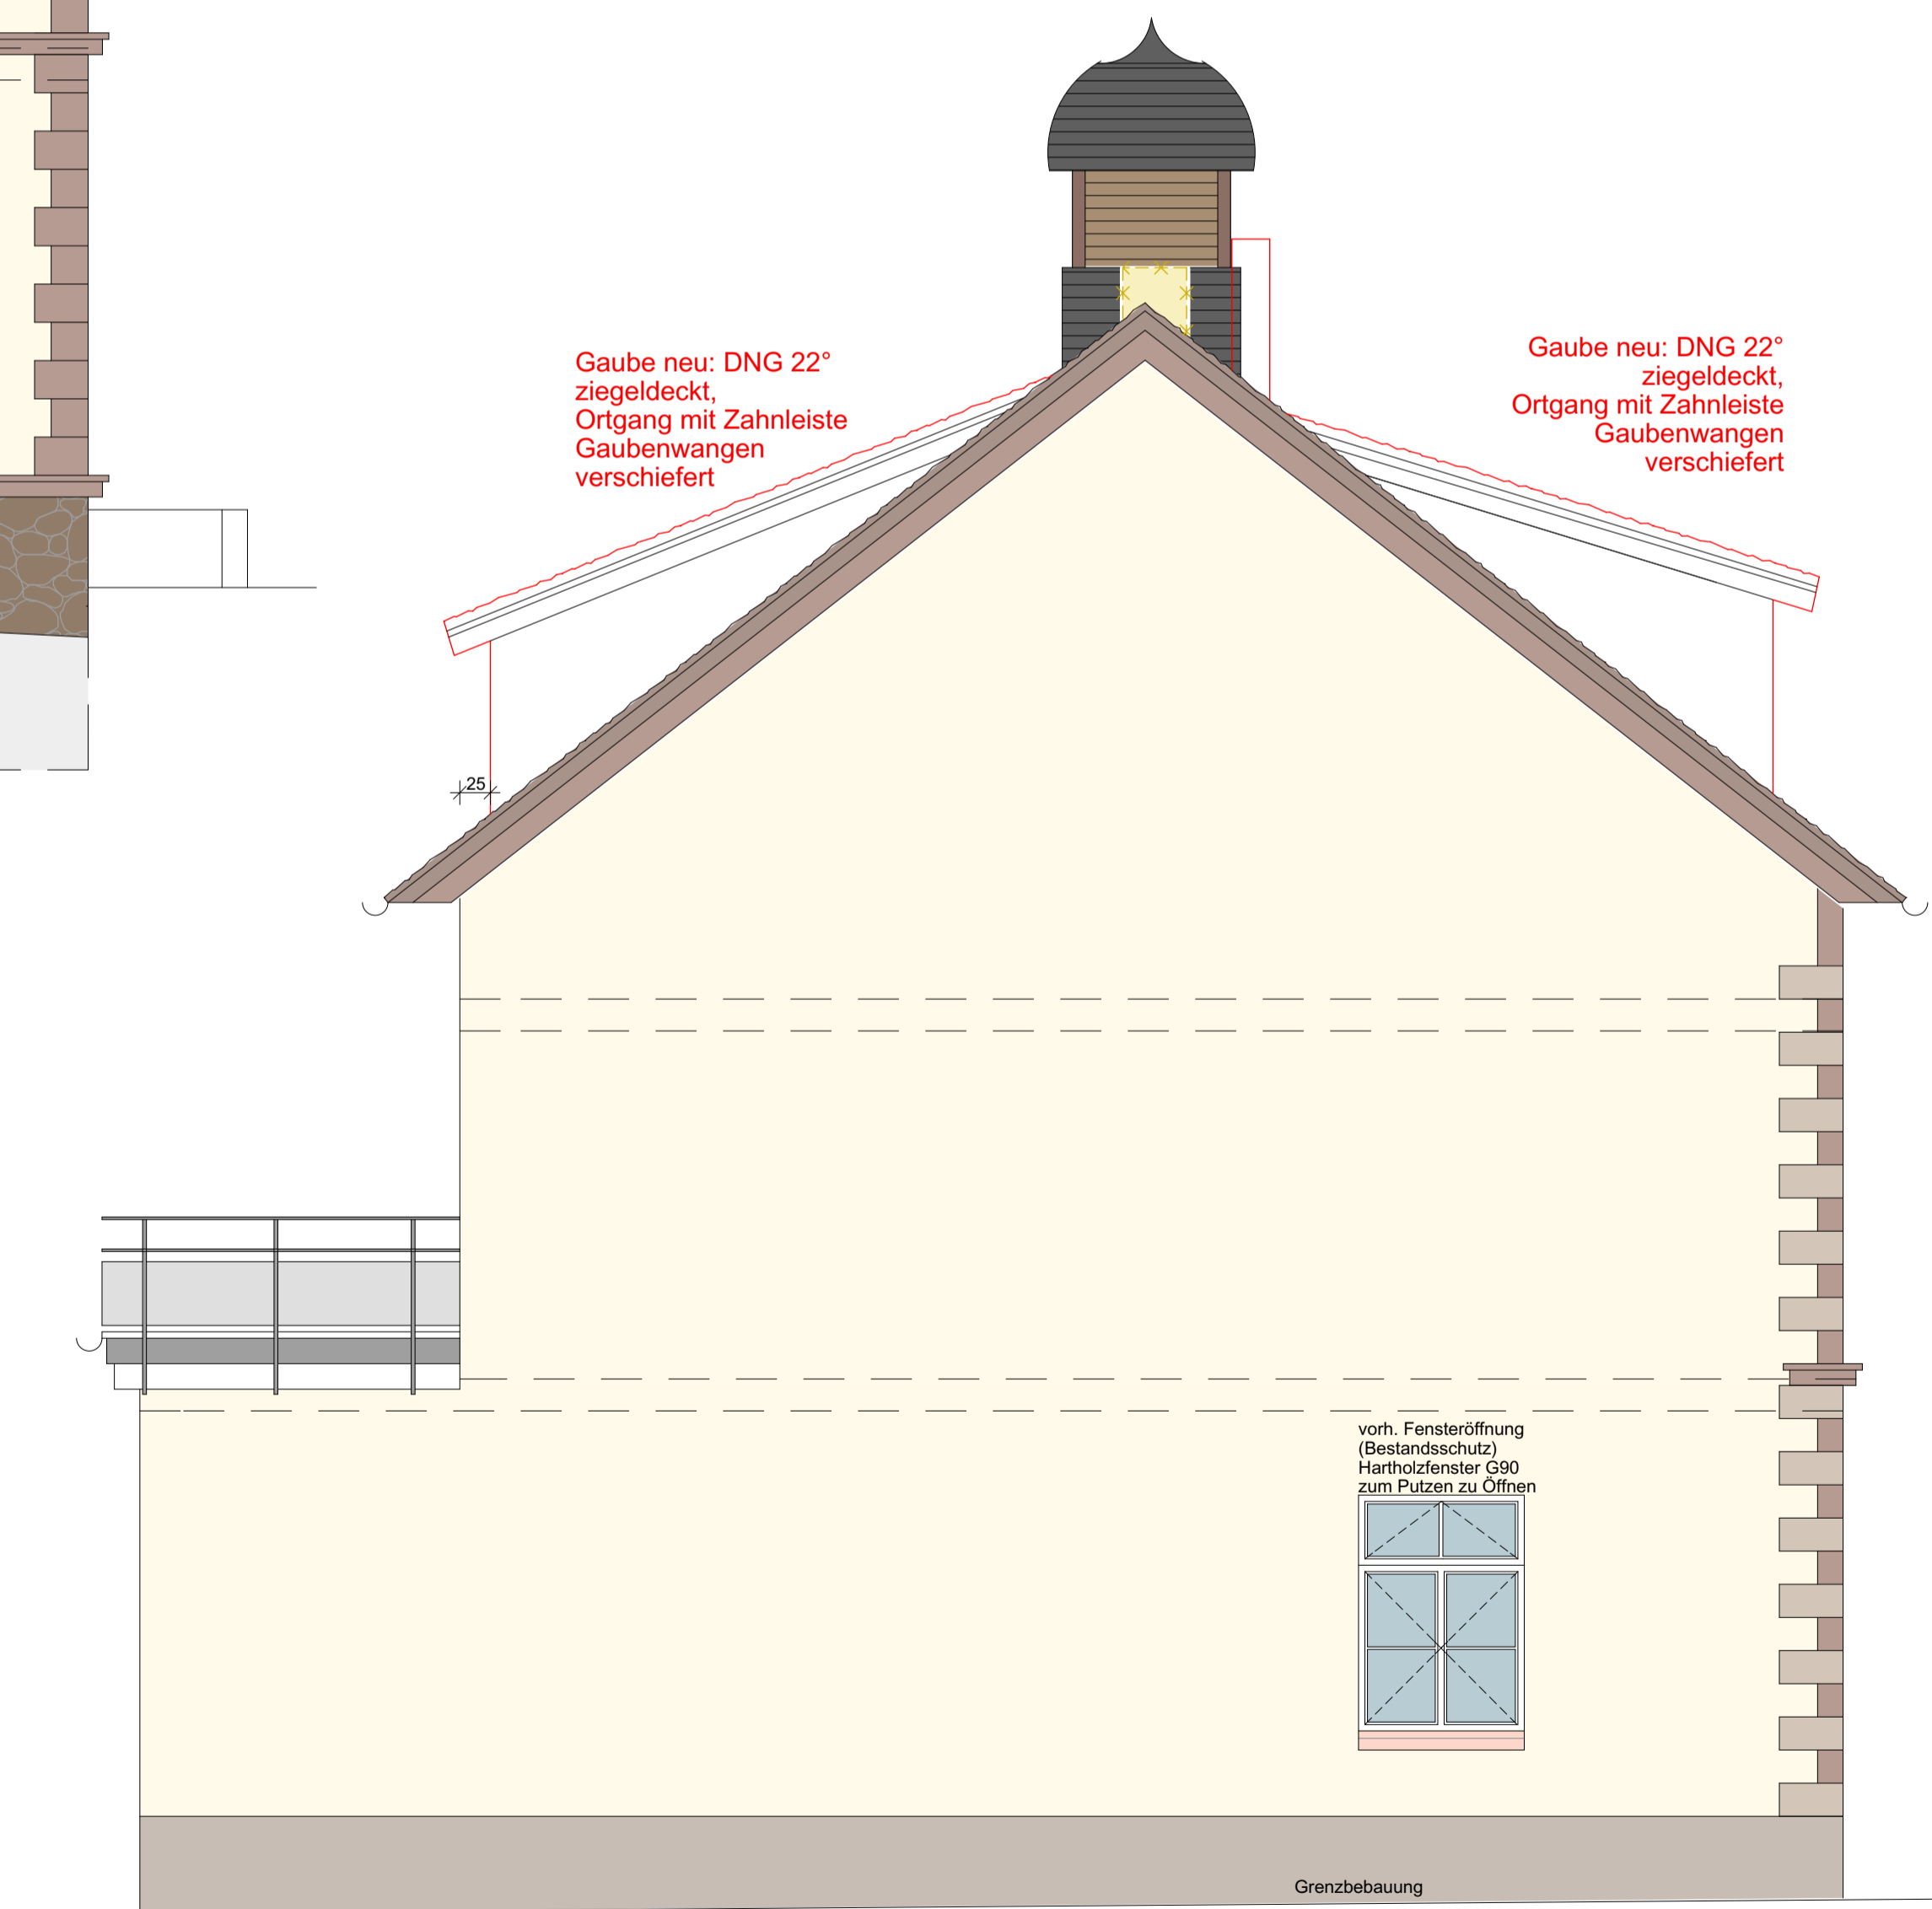 Gaube neu: DNG 22°
ziegeldeckt,
Ortgang mit Zahnleiste
Gaubenwangen
verschiefert
Gaube neu: DNG 22°
ziegeldeckt,
Ortgang mit Zahnleiste
Gaubenwangen
verschiefert
25
vorh. Fensteröffnung
(Bestandsschutz)
Hartholzfenster G90
zum Putzen zu Öffnen
Grenzbebauung